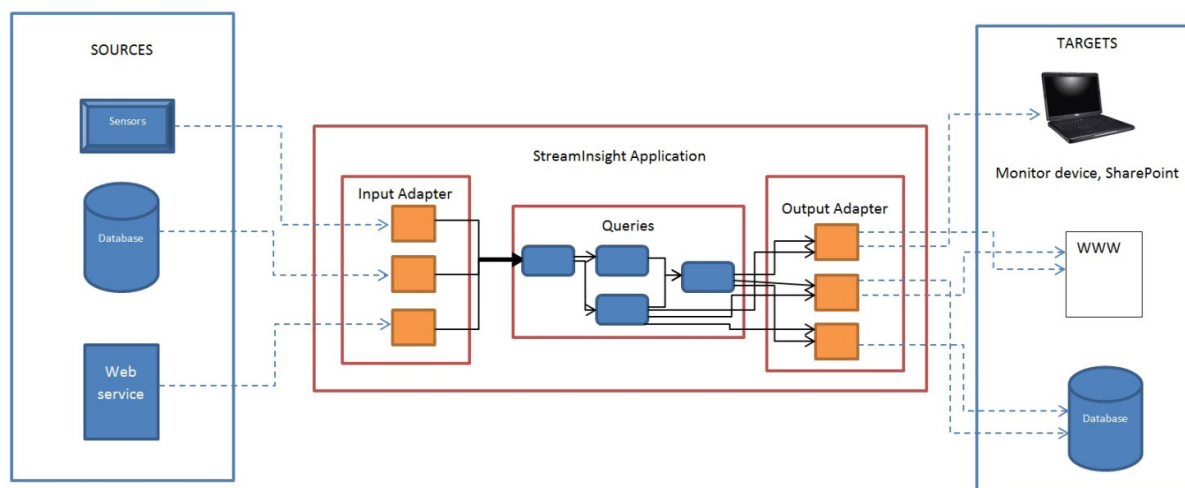 SOURCES
Sensors
Database
Web
service
StreamInsight Application
Input Adapter
Queries
Output Adapter
TARGETS
Monitor device, SharePoint
WWW
Database